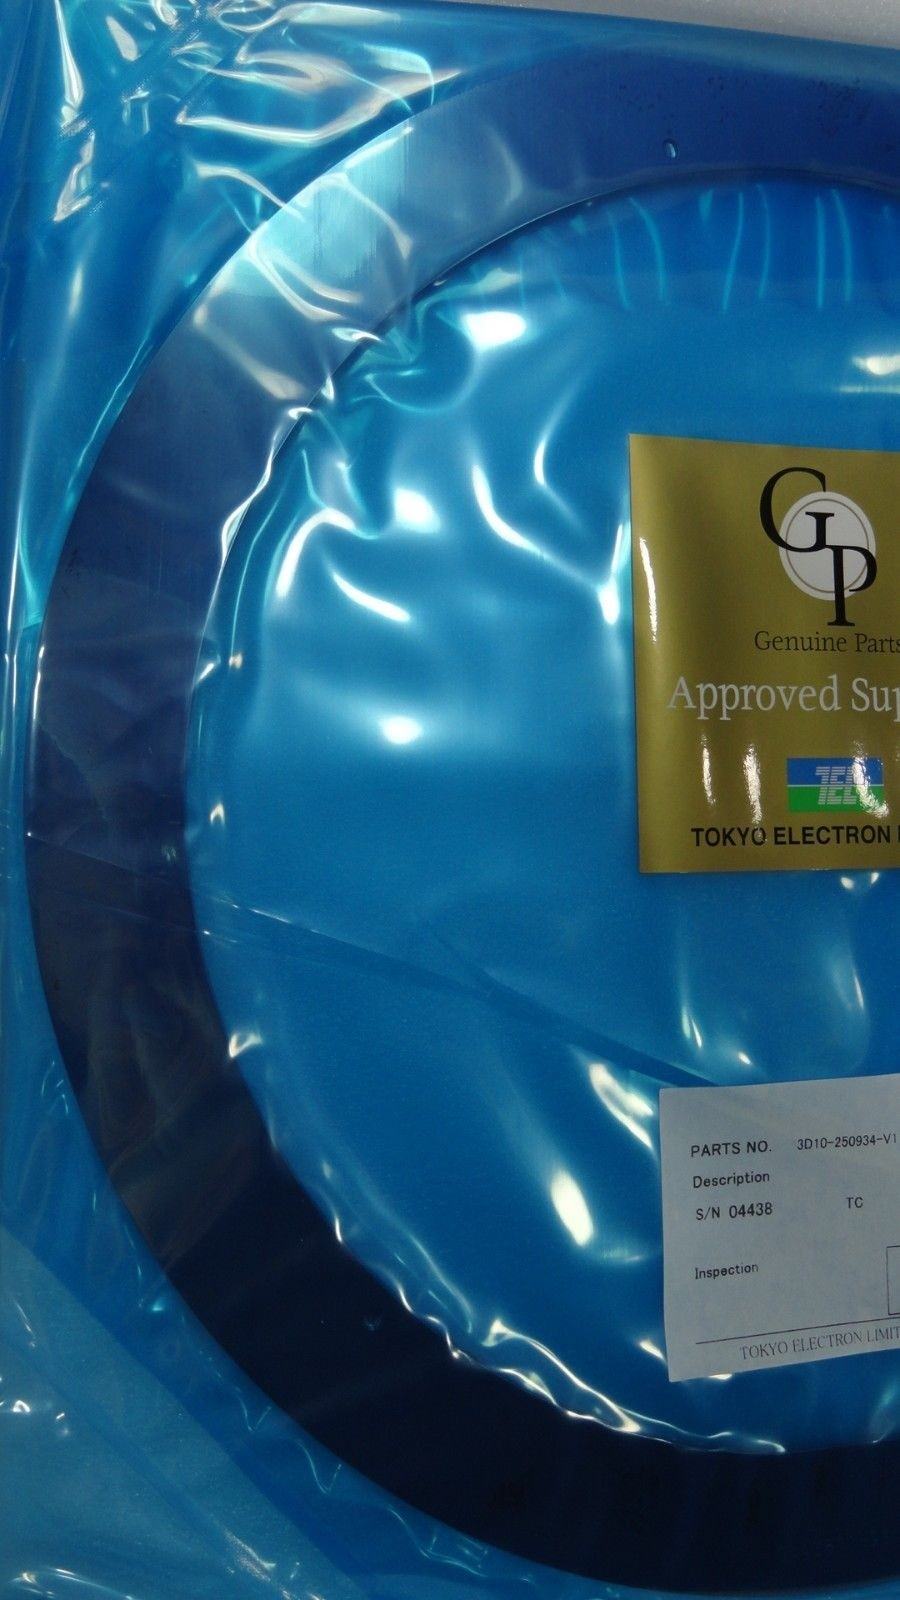 GP
Genuine Parts
Approved
TEL
TOKYO ELECTRON
PARTS NO. 3D10-250934-V1
Description
S/N 04438 TC
Inspection
TOKYO ELECTRON LIMIT